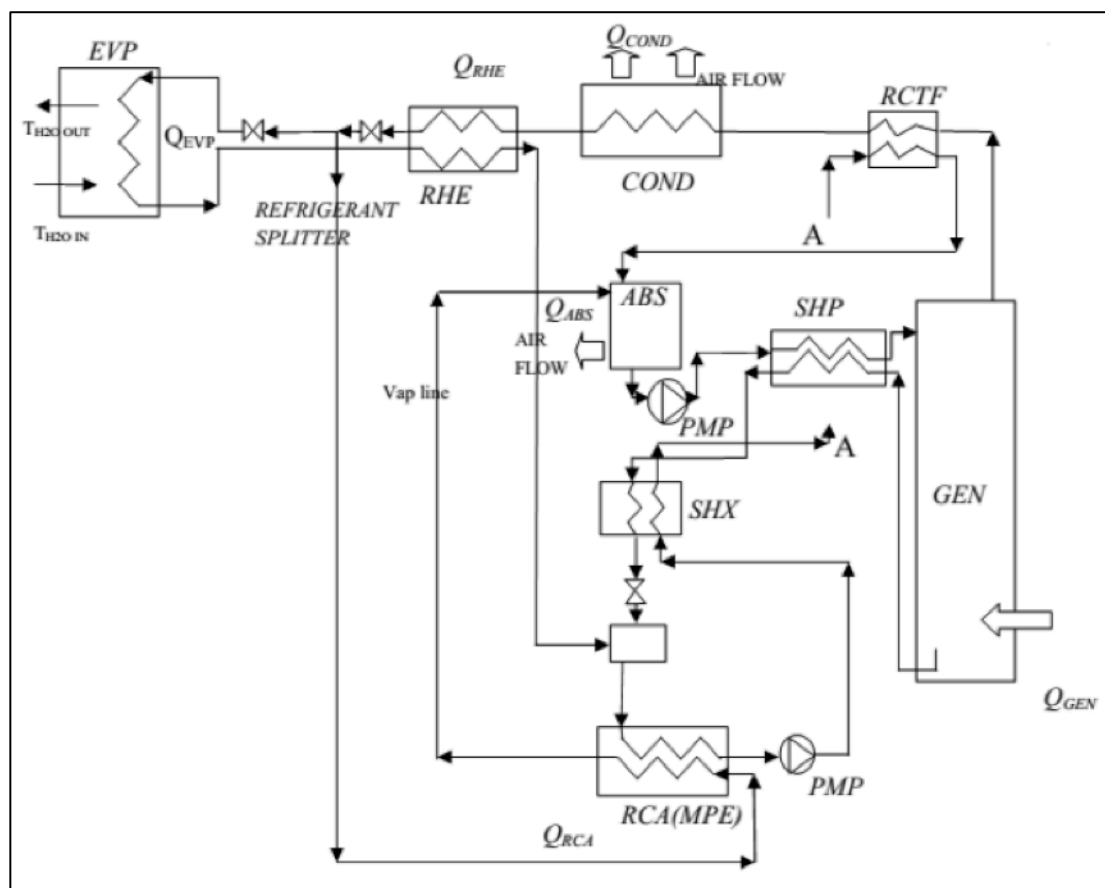 EVP
Q_COND
Q_RHE
AIR FLOW
RCTF
T_H2O OUT
Q_EVP
RHE
COND
REFRIGERANT
SPLITTER
T_H2O IN
A
ABS
Q_ABS
SHP
AIR
FLOW
Vap line
PMP
A
SHX
GEN
Q_GEN
PMP
RCA(MPE)
Q_RCA